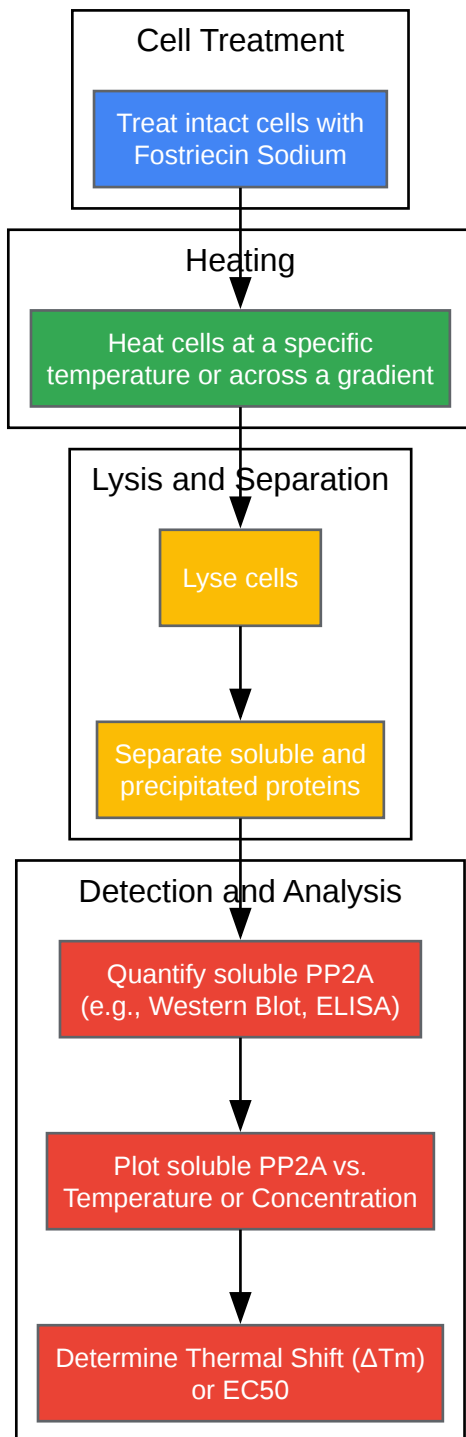 Cell Treatment
Treat intact cells with
Fostriecin Sodium
Heating
Heat cells at a specific
temperature or across a gradient
Lysis and Separation
Lyse cells
Separate soluble and
precipitated proteins
Detection and Analysis
Quantify soluble PP2A
(e.g., Western Blot, ELISA)
Plot soluble PP2A vs.
Temperature or Concentration
Determine Thermal Shift (ΔTm)
or EC50